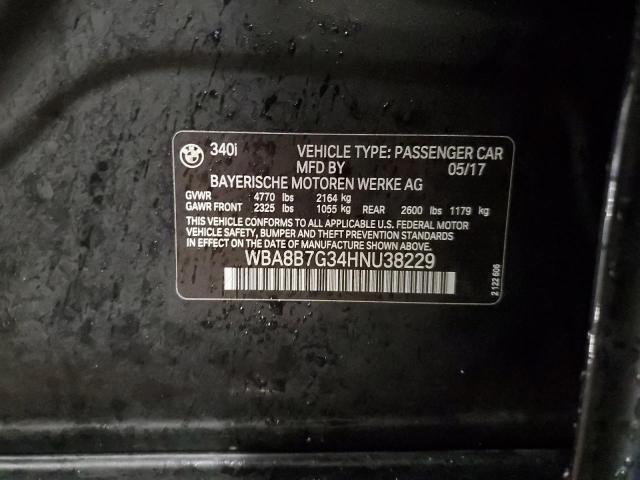 340i VEHICLE TYPE: PASSENGER CAR
MFD BY 05/17
BAYERISCHE MOTOREN WERKE AG
GVWR 4770 lbs 2164 kg
GAWR FRONT 2325 lbs 1055 kg REAR 2600 lbs 1179 kg
THIS VEHICLE CONFORMS TO ALL APPLICABLE U.S. FEDERAL MOTOR
VEHICLE SAFETY, BUMPER AND THEFT PREVENTION STANDARDS
IN EFFECT ON THE DATE OF MANUFACTURE SHOWN ABOVE.
WBA8B7G34HNU38229
2 122 606